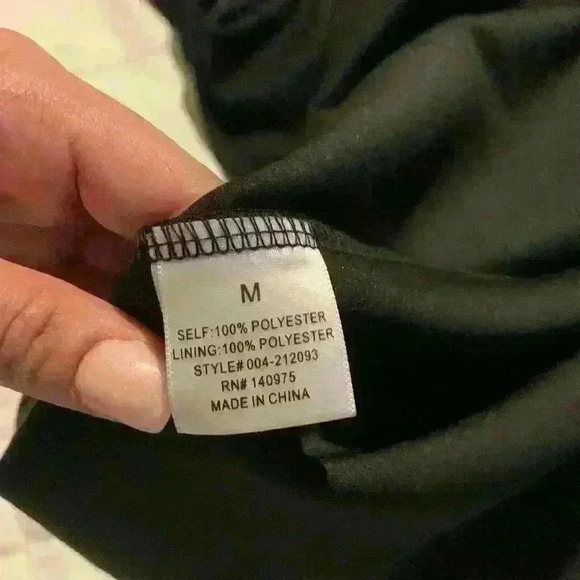 M
SELF:100% POLYESTER
LINING:100% POLYESTER
STYLE# 004-212093
RN# 140975
MADE IN CHINA